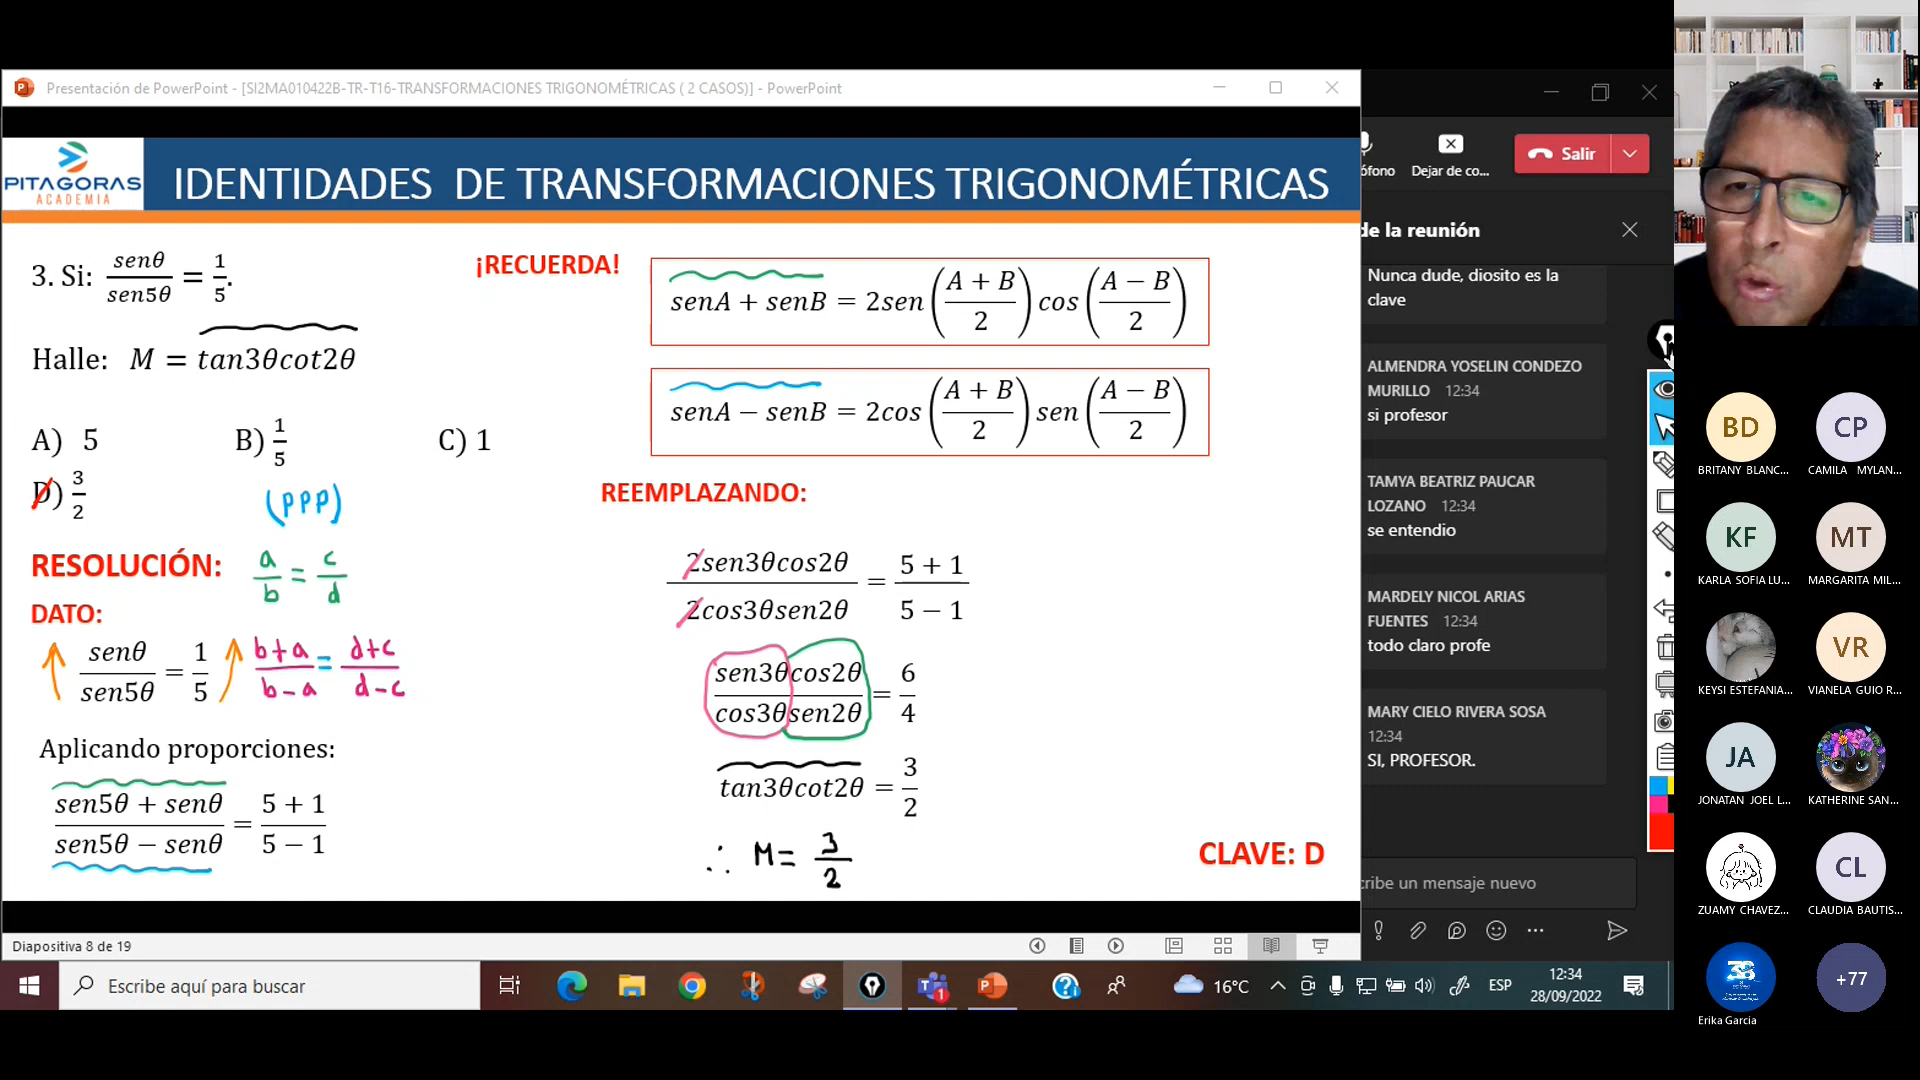 Presentación de PowerPoint - [SI2MA010422B-TR-T16-TRANSFORMACIONES TRIGONOMÉTRICAS ( 2 CASOS)] - PowerPoint
PITAGORAS
ACADEMIA
IDENTIDADES DE TRANSFORMACIONES TRIGONOMÉTRICAS
3. Si: senθ/sen5θ = 1/5.
Halle: M = tan3θcot2θ
A) 5 B) 1/5 C) 1
D) 3/2
(PPP)
RESOLUCIÓN: a/b = c/d
DATO:
senθ/sen5θ = 1/5
b+a/b-a = d+c/d-c
Aplicando proporciones:
sen5θ + senθ/sen5θ − senθ = 5 + 1/5 − 1
¡RECUERDA!
senA + senB = 2sen(A + B/2) cos(A − B/2)
senA − senB = 2cos(A + B/2) sen(A − B/2)
REEMPLAZANDO:
2sen3θcos2θ/2cos3θsen2θ = 5 + 1/5 − 1
sen3θcos2θ/cos3θsen2θ = 6/4
tan3θcot2θ = 3/2
∴ M = 3/2
CLAVE: D
Diapositiva 8 de 19
Escribe aquí para buscar
16°C
ESP
12:34
28/09/2022
ófono
Dejar de co...
Salir
de la reunión
Nunca dude, diosito es la
clave
ALMENDRA YOSELIN CONDEZO
MURILLO 12:34
si profesor
TAMYA BEATRIZ PAUCAR
LOZANO 12:34
se entendio
MARDELY NICOL ARIAS
FUENTES 12:34
todo claro profe
MARY CIELO RIVERA SOSA
12:34
SI, PROFESOR.
cribe un mensaje nuevo
BD
BRITANY BLANC...
CP
CAMILA MYLAN...
KF
KARLA SOFIA LU...
MT
MARGARITA MIL...
KEYSI ESTEFANIA...
VR
VIANELA GUIO R...
JA
JONATAN JOEL L...
KATHERINE SAN...
ZUAMY CHAVEZ...
CL
CLAUDIA BAUTIS...
Erika Garcia
+77